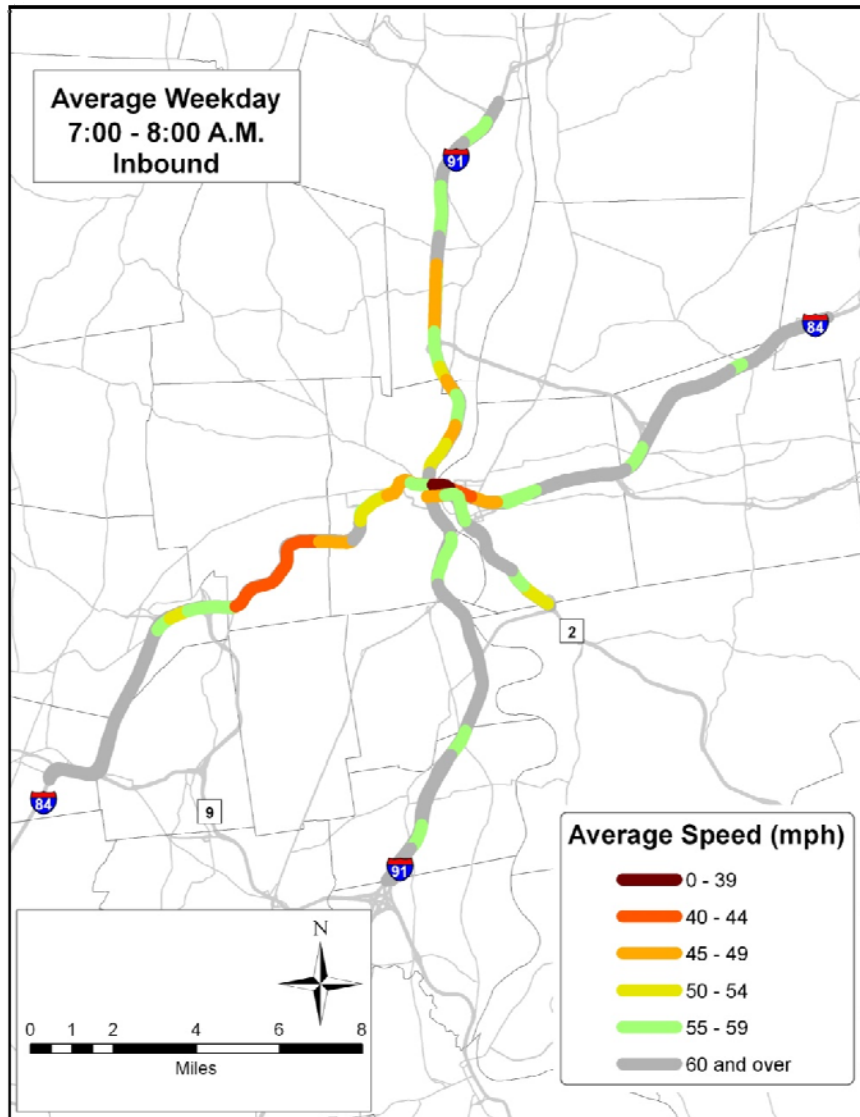 Average Weekday
7:00 - 8:00 A.M.
Inbound
91
84
2
84
9
91
Average Speed (mph)
0 - 39
40 - 44
45 - 49
50 - 54
55 - 59
60 and over
N
0 1 2 4 6 8
Miles